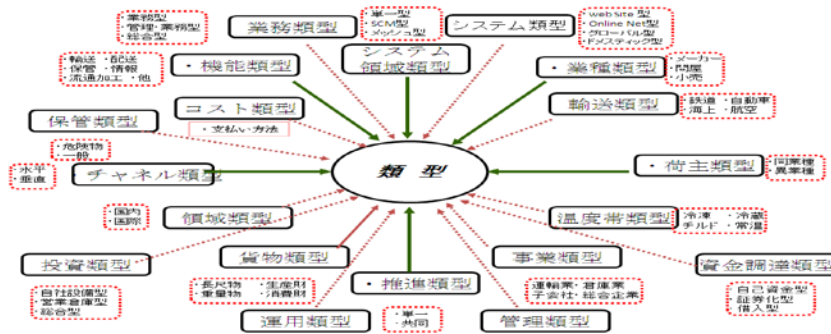 ・業務型
・管理・業務型
・総合型
業務類型
・単一型
・SCM型
・メッシュ型
システム類型
・web Site 型
・Online Net型
・グローバル型
・ドメスティック型
・輸送 ・配送
・保管 ・情報
・流通加工 ・他
・機能類型
システム
領域類型
・業種類型
・メーカー
・問屋
・小売
コスト類型
・支払い方法
輸送類型
・鉄道 ・自動車
・海上 ・航空
保管類型
・危険物
・一般
・水平
・垂直
・チャネル類型
類 型
・荷主類型
・同業種
・異業種
・国内
・国際
領域類型
温度帯類型
・冷凍 ・冷蔵
・チルド ・常温
投資類型
貨物類型
・推進類型
事業類型
資金調達類型
・自社設備型
・営業倉庫型
・総合型
・長尺物 ・生産財
・重量物 ・消費財
・単一
・共同
・運輸業・倉庫業
・子会社・総合企業
・自己資金型
・証券化型
・借入型
運用類型
管理類型